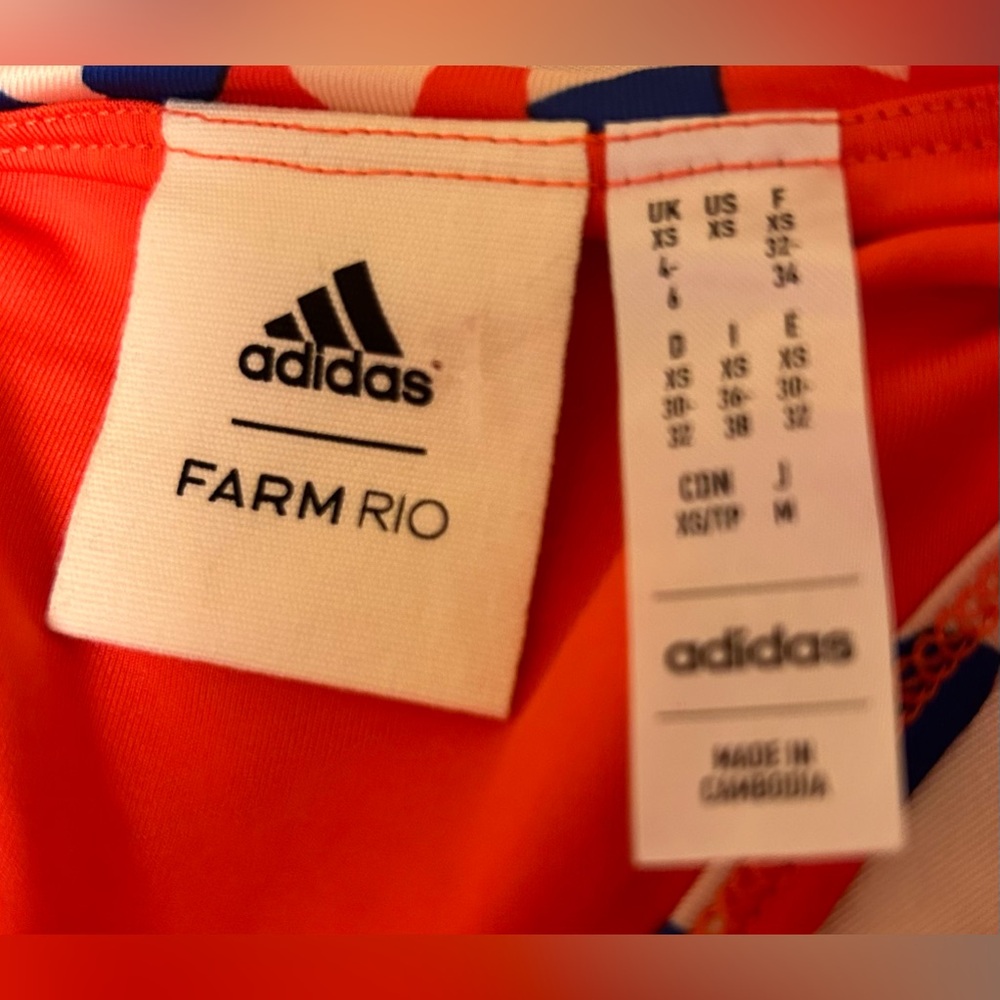 adidas
FARM RIO
UK US F
XS XS XS
4- 32-
6 34
D I E
XS XS XS
30- 36- 30-
32 38 32
CDN J
XS/TP M
adidas
MADE IN
CAMBODIA